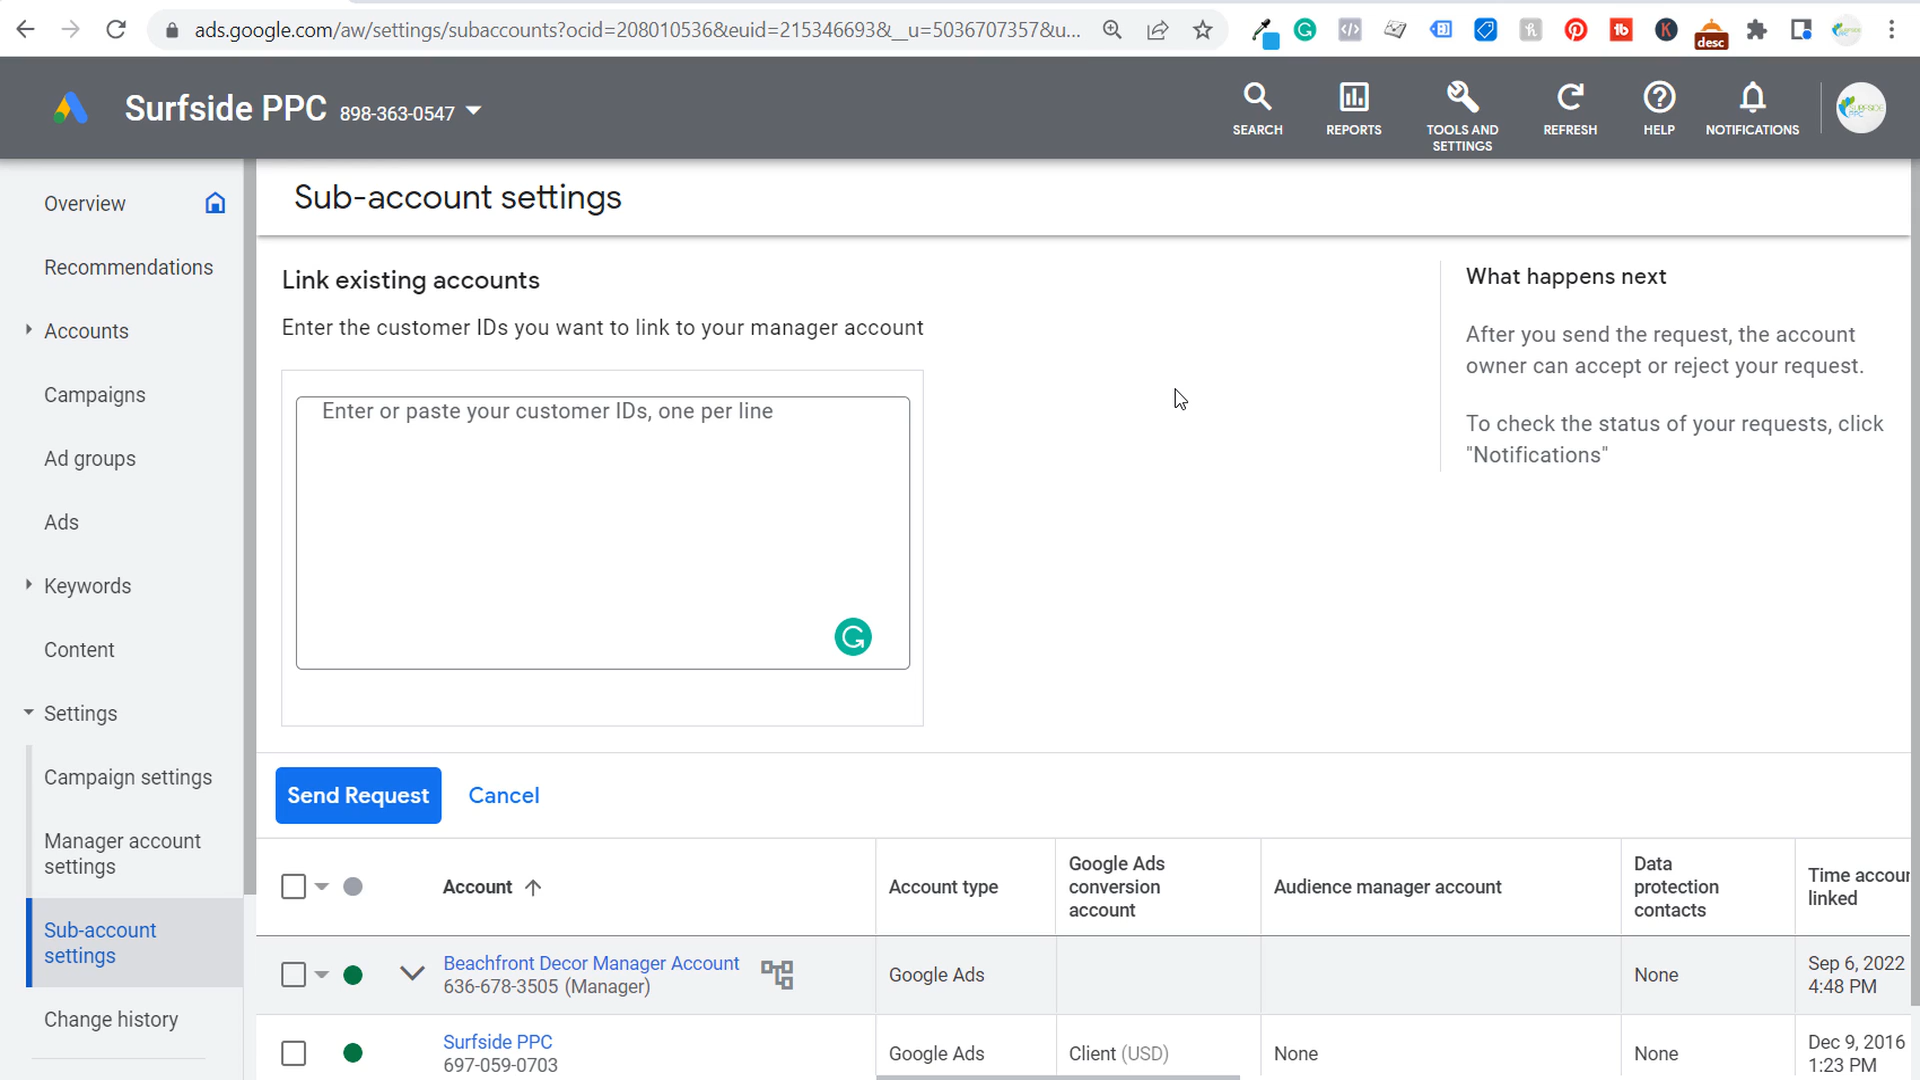 ads.google.com/aw/settings/subaccounts?ocid=208010536&euid=215346693&__u=5036707357&u...
desc
Surfside PPC 898-363-0547
SEARCH
REPORTS
TOOLS AND
SETTINGS
REFRESH
HELP
NOTIFICATIONS
Overview
Recommendations
Accounts
Campaigns
Ad groups
Ads
Keywords
Content
Settings
Campaign settings
Manager account
settings
Sub-account
settings
Change history
Sub-account settings
Link existing accounts
Enter the customer IDs you want to link to your manager account
Enter or paste your customer IDs, one per line
What happens next
After you send the request, the account
owner can accept or reject your request.
To check the status of your requests, click
"Notifications"
Send Request Cancel
Account
Account type
Google Ads
conversion
account
Audience manager account
Data
protection
contacts
Time accour
linked
Beachfront Decor Manager Account
636-678-3505 (Manager)
Google Ads
None
Sep 6, 2022
4:48 PM
Surfside PPC
697-059-0703
Google Ads
Client (USD)
None
None
Dec 9, 2016
1:23 PM